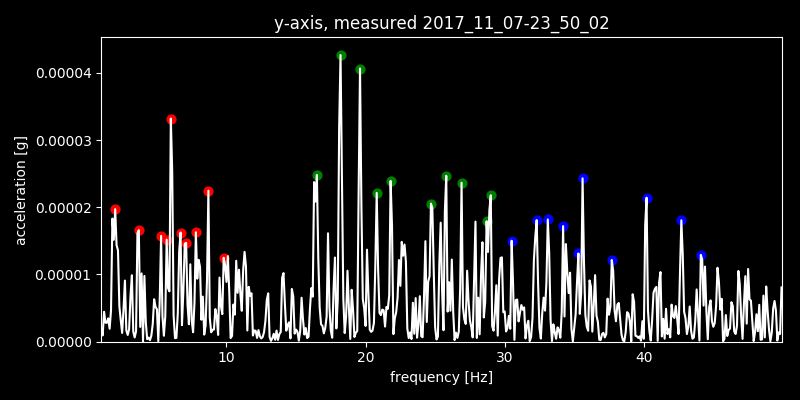 y-axis, measured 2017_11_07-23_50_02
0.00004
0.00003
0.00002
0.00001
0.00000
acceleration [g]
10 20 30 40
frequency [Hz]